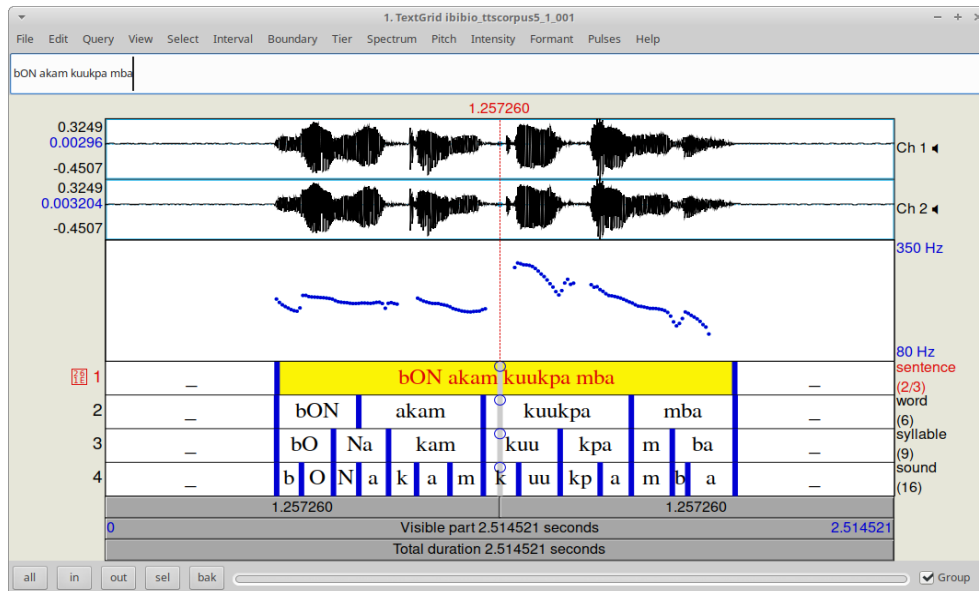 1. TextGrid ibibio_ttscorpus5_1_001
File Edit Query View Select Interval Boundary Tier Spectrum Pitch Intensity Formant Pulses Help
bON akam kuukpa mba
1.257260
0.3249
0.00296
-0.4507
Ch 1
0.3249
0.003204
-0.4507
Ch 2
350 Hz
80 Hz
1 _ bON akam kuukpa mba _ sentence (2/3)
2 _ bON akam kuukpa mba _ word (6)
3 _ bO Na kam kuu kpa m ba _ syllable (9)
4 _ b O N a k a m k uu kp a m b a _ sound (16)
1.257260 1.257260
0 Visible part 2.514521 seconds 2.514521
Total duration 2.514521 seconds
all in out sel bak Group